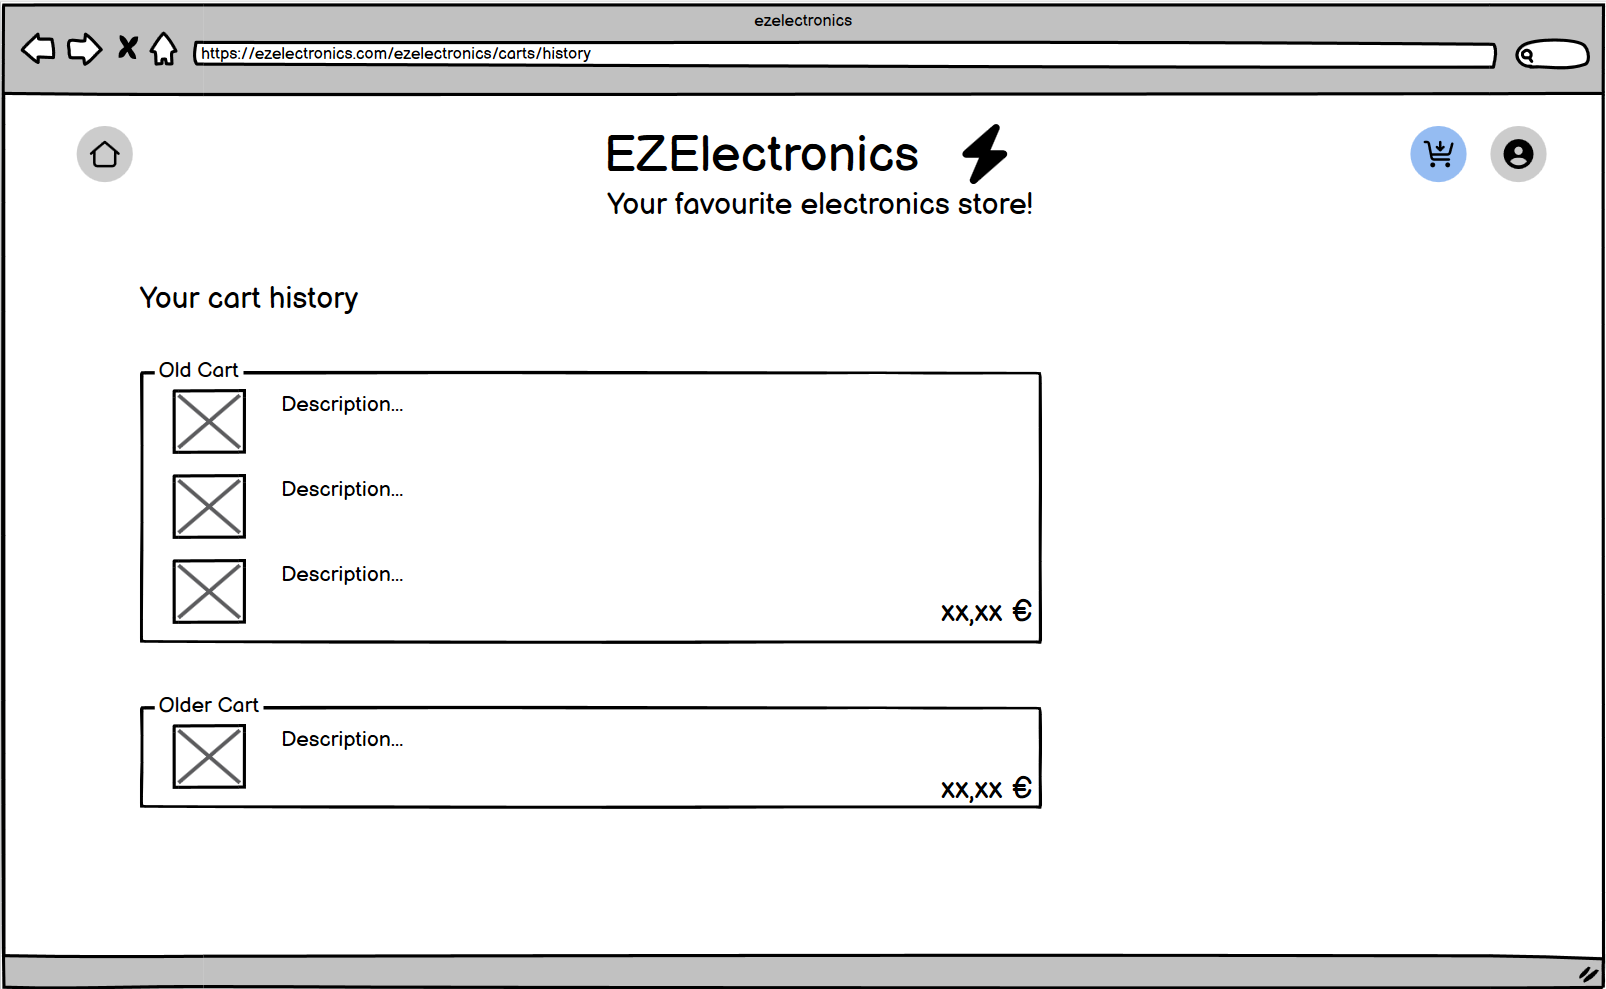 ezelectronics
https://ezelectronics.com/ezelectronics/carts/history
EZElectronics
Your favourite electronics store!
Your cart history
Old Cart
Description...
Description...
Description...
xx,xx €
Older Cart
Description...
xx,xx €